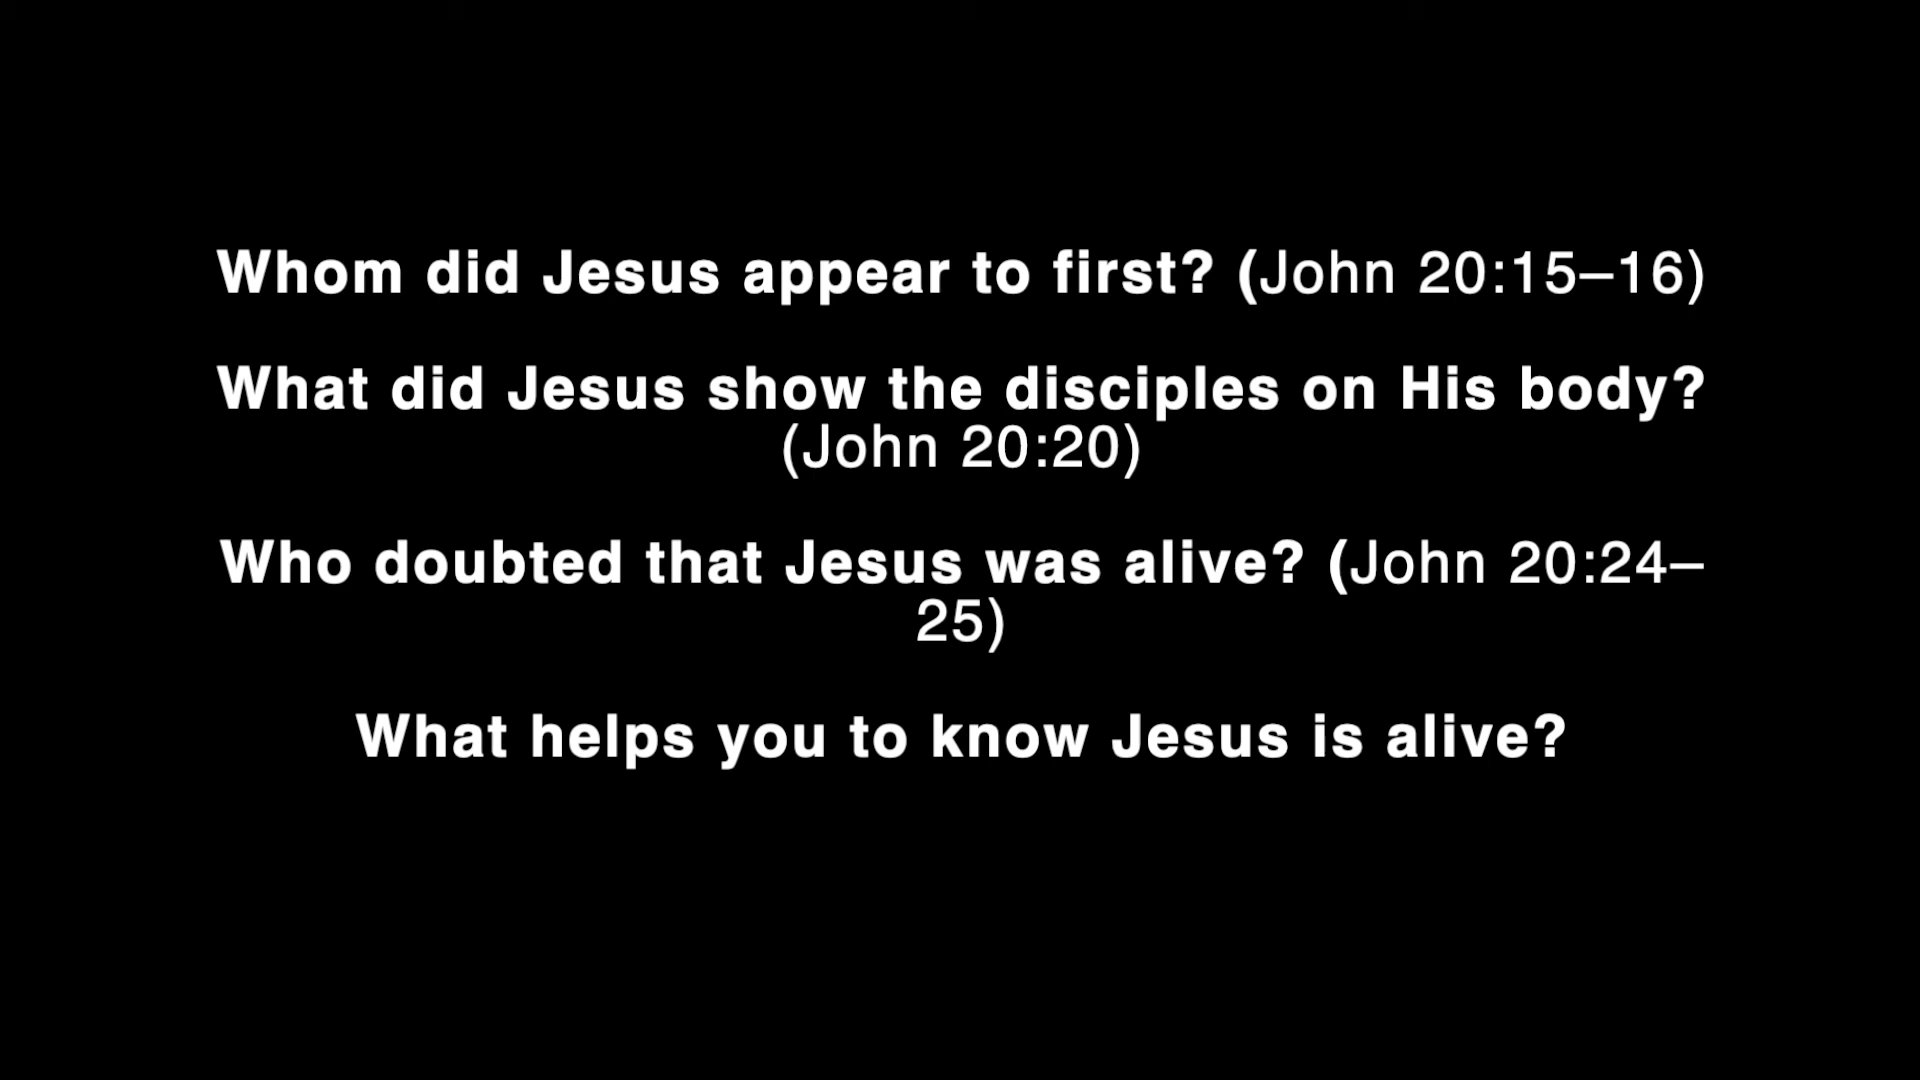 Whom did Jesus appear to first? (John 20:15–16)
What did Jesus show the disciples on His body?
(John 20:20)
Who doubted that Jesus was alive? (John 20:24–
25)
What helps you to know Jesus is alive?